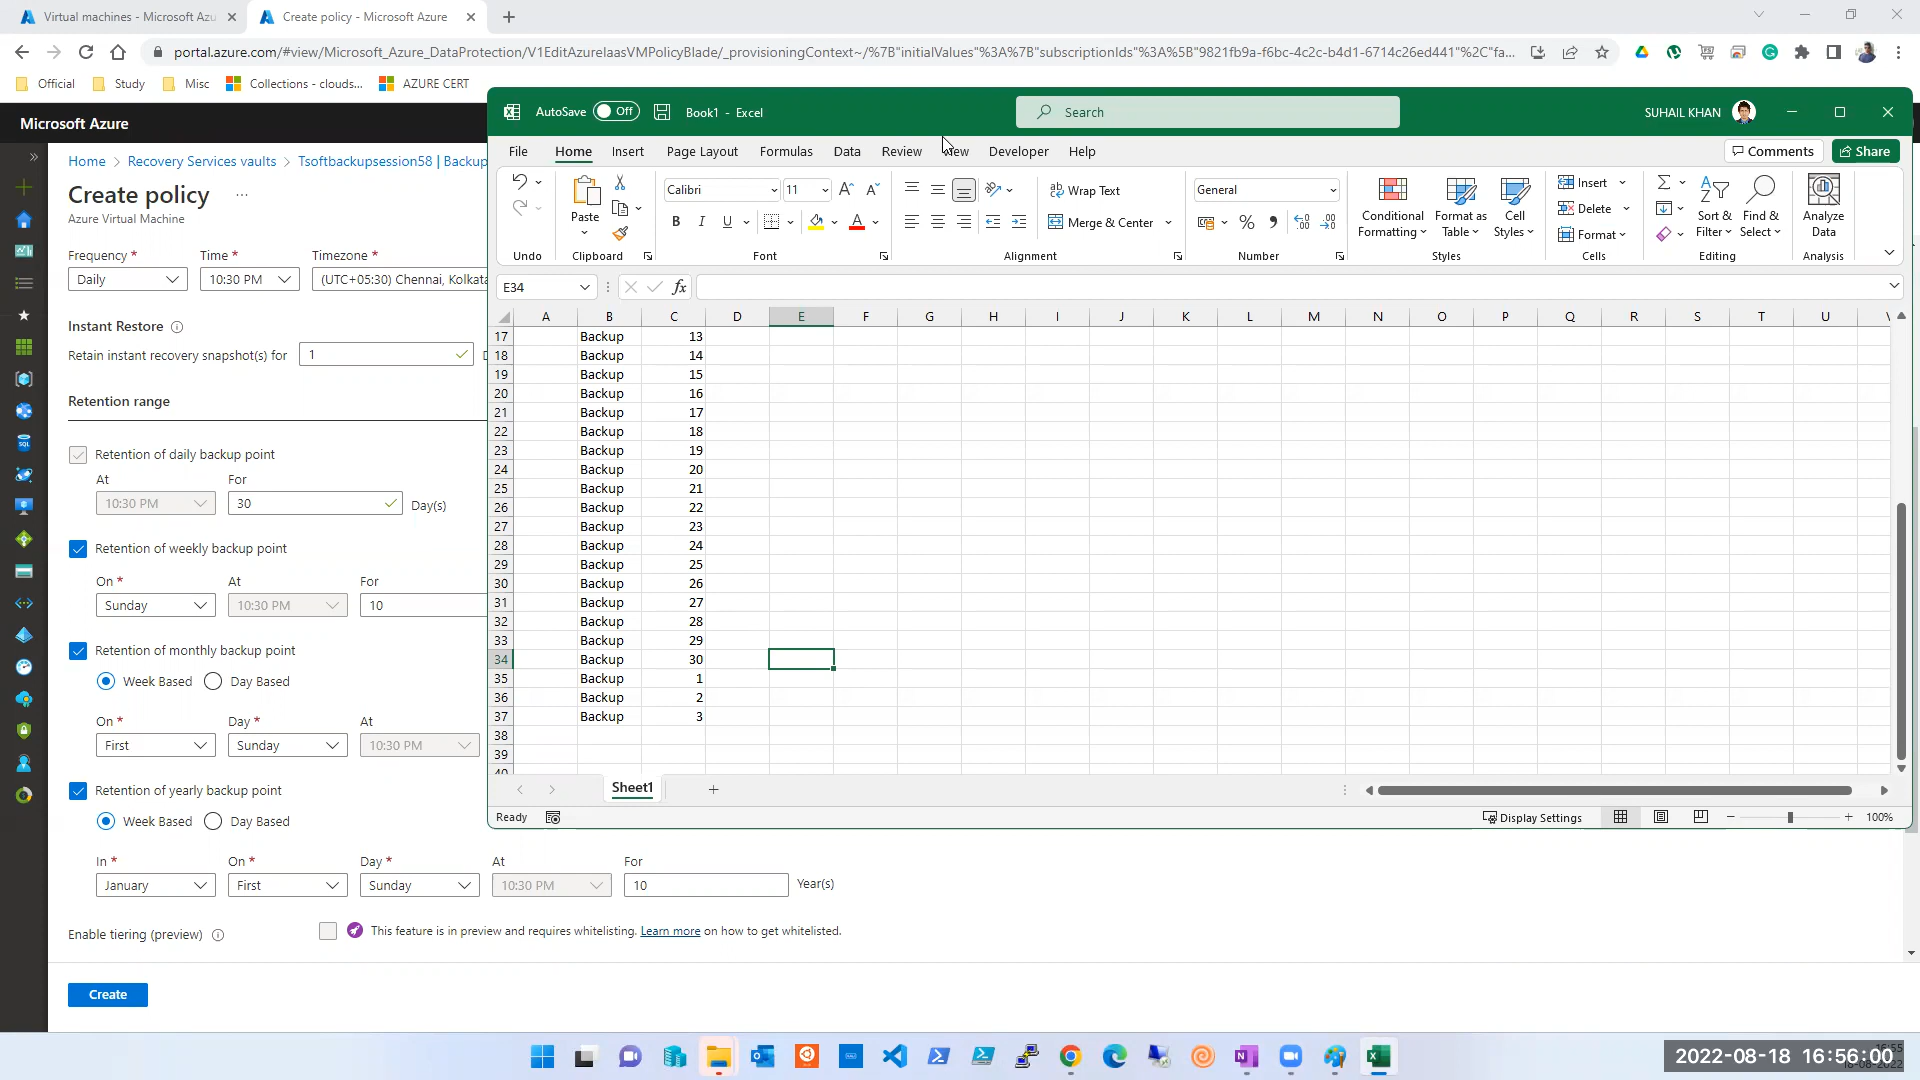 Virtual machines - Microsoft Azu
Create policy - Microsoft Azure
portal.azure.com/#view/Microsoft_Azure_DataProtection/V1EditAzureIaasVMPolicyBlade/_provisioningContext~/%7B"initialValues"%3A%7B"subscriptionIds"%3A%5B"9821fb9a-f6bc-4c2c-b4d1-6714c26ed441"%2C"fa...
Official
Study
Misc
Collections - clouds...
AZURE CERT
Microsoft Azure
Home > Recovery Services vaults > Tsoftbackupsession58 | Backup
Create policy ...
Azure Virtual Machine
Frequency * Time * Timezone *
Daily 10:30 PM (UTC+05:30) Chennai, Kolkata
Instant Restore
Retain instant recovery snapshot(s) for 1
Retention range
Retention of daily backup point
At For
10:30 PM 30 Day(s)
Retention of weekly backup point
On * At For
Sunday 10:30 PM 10
Retention of monthly backup point
Week Based Day Based
On * Day * At
First Sunday 10:30 PM
Retention of yearly backup point
Week Based Day Based
In * On * Day * At For
January First Sunday 10:30 PM 10 Year(s)
Enable tiering (preview) This feature is in preview and requires whitelisting. Learn more on how to get whitelisted.
Create
AutoSave Off Book1 - Excel Search SUHAIL KHAN
File Home Insert Page Layout Formulas Data Review View Developer Help Comments Share
Calibri 11 Wrap Text General
Paste Merge & Center
Conditional Formatting Format as Table Cell Styles
Insert
Delete
Format
Sort & Filter Find & Select
Analyze Data
Undo Clipboard Font Alignment Number Styles Cells Editing Analysis
E34 fx
A B C D E F G H I J K L M N O P Q R S T U
17 Backup 13
18 Backup 14
19 Backup 15
20 Backup 16
21 Backup 17
22 Backup 18
23 Backup 19
24 Backup 20
25 Backup 21
26 Backup 22
27 Backup 23
28 Backup 24
29 Backup 25
30 Backup 26
31 Backup 27
32 Backup 28
33 Backup 29
34 Backup 30
35 Backup 1
36 Backup 2
37 Backup 3
38
39
40
Sheet1
Ready Display Settings 100%
2022-08-18 16:56:00